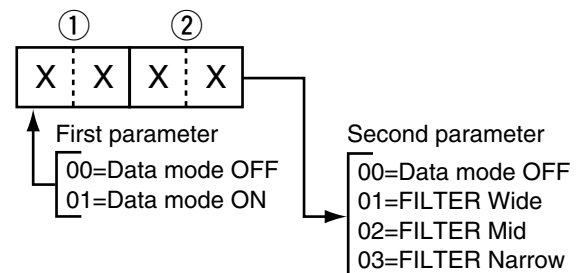 ① ②
X X X X
First parameter
00=Data mode OFF
01=Data mode ON
Second parameter
00=Data mode OFF
01=FILTER Wide
02=FILTER Mid
03=FILTER Narrow